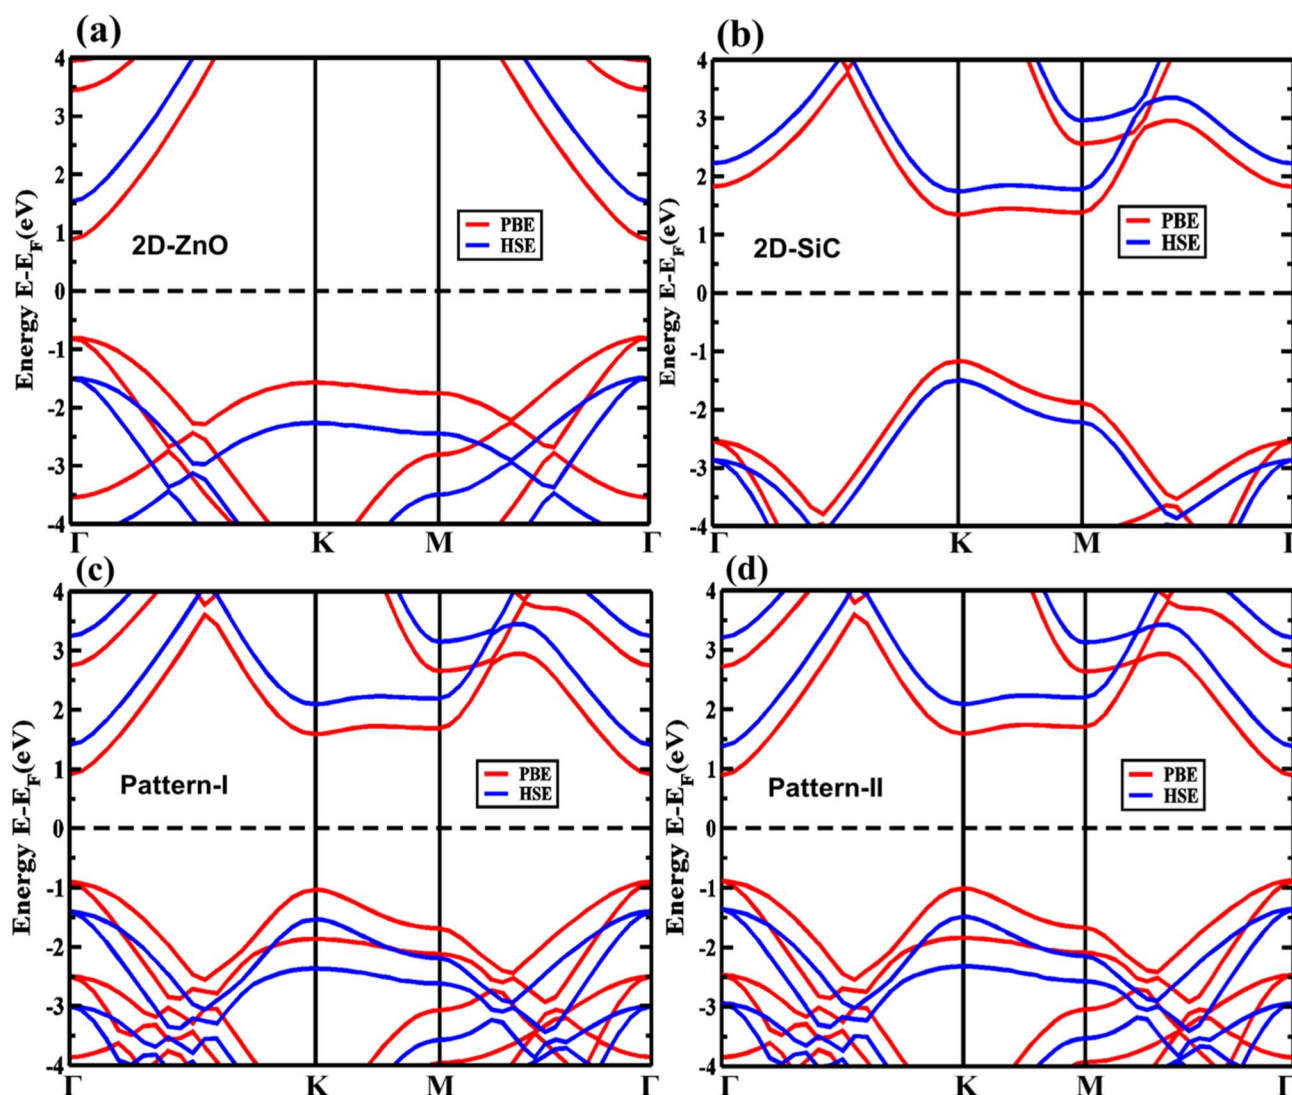 (a)
4
3
2
1
0
-1
-2
-3
-4
Energy E-E_F(eV)
2D-ZnO
PBE
HSE
Γ K M Γ
(b)
4
3
2
1
0
-1
-2
-3
-4
Energy E-E_F(eV)
2D-SiC
PBE
HSE
Γ K M Γ
(c)
4
3
2
1
0
-1
-2
-3
-4
Energy E-E_F(eV)
Pattern-I
PBE
HSE
Γ K M Γ
(d)
4
3
2
1
0
-1
-2
-3
-4
Energy E-E_F(eV)
Pattern-II
PBE
HSE
Γ K M Γ